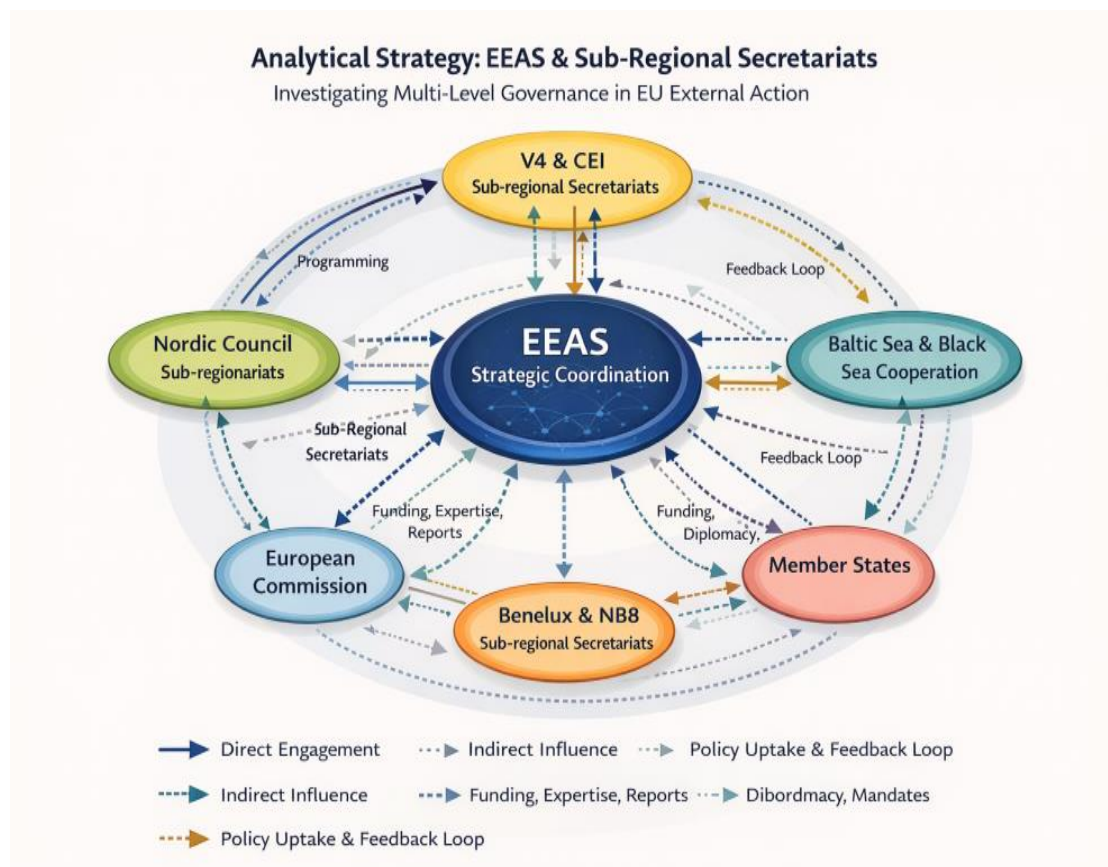 Analytical Strategy: EEAS & Sub-Regional Secretariats
Investigating Multi-Level Governance in EU External Action
V4 & CEI
Sub-regional Secretariats
Programming
Feedback Loop
Nordic Council
Sub-regionariats
EEAS
Strategic Coordination
Baltic Sea & Black
Sea Cooperation
Sub-Regional
Secretariats
Feedback Loop
Funding, Expertise,
Reports
Funding,
Diplomacy,
European
Commission
Benelux & NB8
Sub-regional Secretariats
Member States
Direct Engagement
Indirect Influence
Policy Uptake & Feedback Loop
Indirect Influence
Funding, Expertise, Reports
Dibordmacy, Mandates
Policy Uptake & Feedback Loop